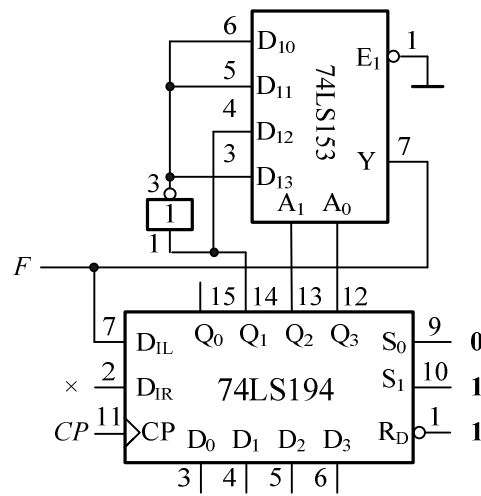 6 D10 E1 1
5 D11
4 D12 74LS153
3 D13 Y 7
A1 A0
3 1
1
F
15 14 13 12
7 DIL Q0 Q1 Q2 Q3 S0 9 0
× 2 DIR 74LS194 S1 10 1
CP 11 CP D0 D1 D2 D3 RD 1 1
3 4 5 6